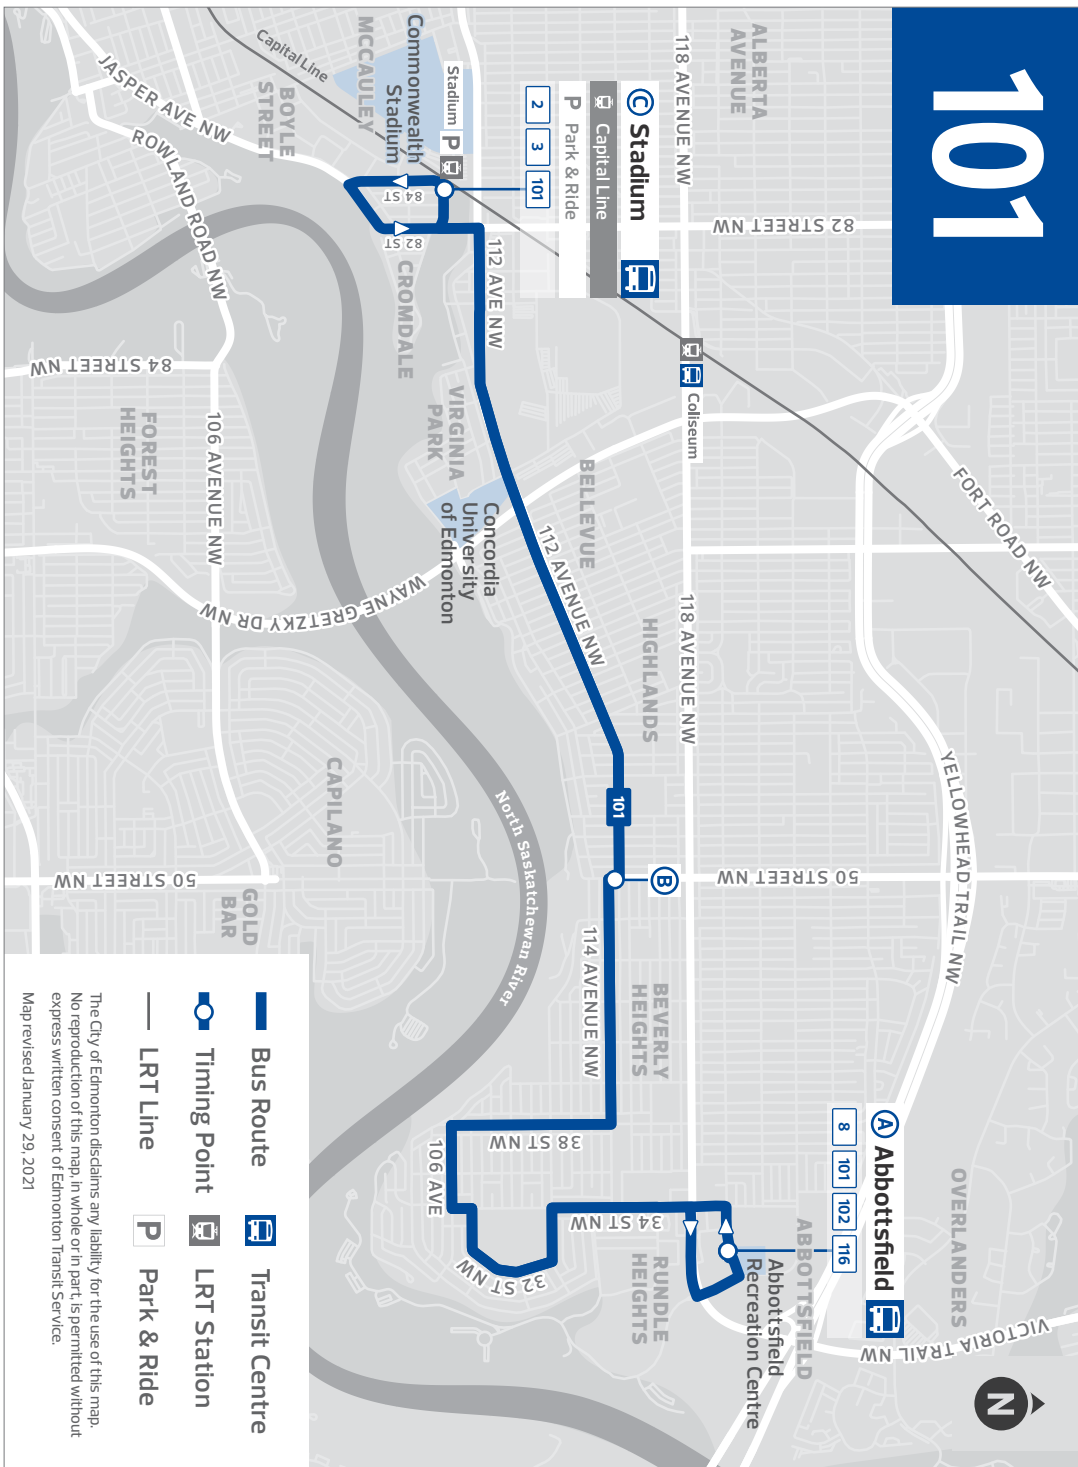 101
ALBERTA
AVENUE
118 AVENUE NW
82 STREET NW
MCCAULEY
Commonwealth
Stadium
Capital Line
JASPER AVE NW
BOYLE
STREET
ROWLAND ROAD NW
Stadium P
C Stadium
Capital Line
P Park & Ride
2 3 101
84 ST
82 ST
112 AVE NW
CROMDALE
VIRGINIA
PARK
84 STREET NW
FOREST
HEIGHTS
106 AVENUE NW
Coliseum
FORT ROAD NW
BELLEVUE
Concordia
University
of Edmonton
112 AVENUE NW
WAYNE GRETZKY DR NW
118 AVENUE NW
HIGHLANDS
YELLOWHEAD TRAIL NW
CAPILANO
North Saskatchewan River
101
B
50 STREET NW
50 STREET NW
GOLD
BAR
114 AVENUE NW
BEVERLY
HEIGHTS
38 ST NW
106 AVE
34 ST NW
32 ST NW
RUNDLE
HEIGHTS
A Abbottsfield
8 101 102 116
OVERLANDERS
ABBOTTSFIELD
Abbottsfield
Recreation Centre
VICTORIA TRAIL NW
N
Bus Route
Transit Centre
Timing Point
LRT Station
LRT Line
P Park & Ride
The City of Edmonton disclaims any liability for the use of this map.
No reproduction of this map, in whole or in part, is permitted without
express written consent of Edmonton Transit Service.
Map revised January 29, 2021